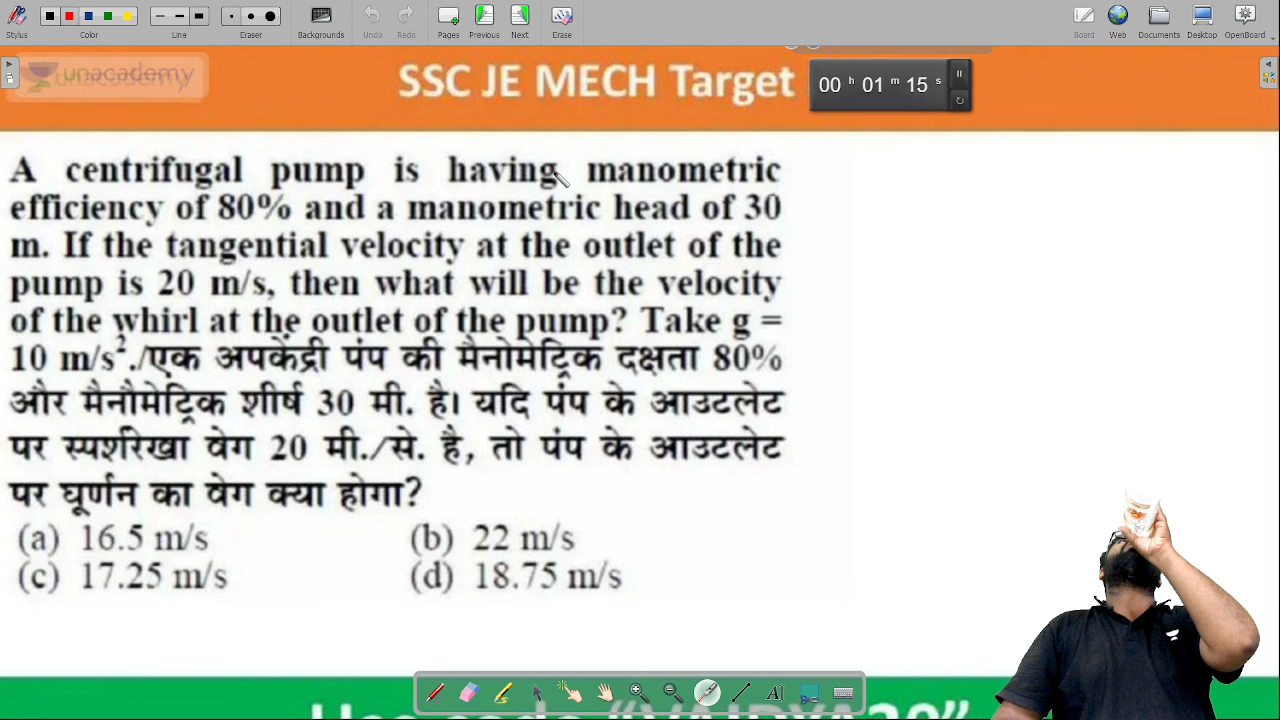 Stylus
Color
Line
Eraser
Backgrounds
Undo
Redo
Pages
Previous
Next
Erase
Board
Web
Documents
Desktop
OpenBoard
unacademy
SSC JE MECH Target
00 h 01 m 15 s
A centrifugal pump is having manometric
efficiency of 80% and a manometric head of 30
m. If the tangential velocity at the outlet of the
pump is 20 m/s, then what will be the velocity
of the whirl at the outlet of the pump? Take g =
10 m/s²./एक अपकेंद्री पंप की मैनोमेट्रिक दक्षता 80%
और मैनौमेट्रिक शीर्ष 30 मी. है। यदि पंप के आउटलेट
पर स्पर्शरेखा वेग 20 मी./से. है, तो पंप के आउटलेट
पर घूर्णन का वेग क्या होगा?
(a) 16.5 m/s (b) 22 m/s
(c) 17.25 m/s (d) 18.75 m/s